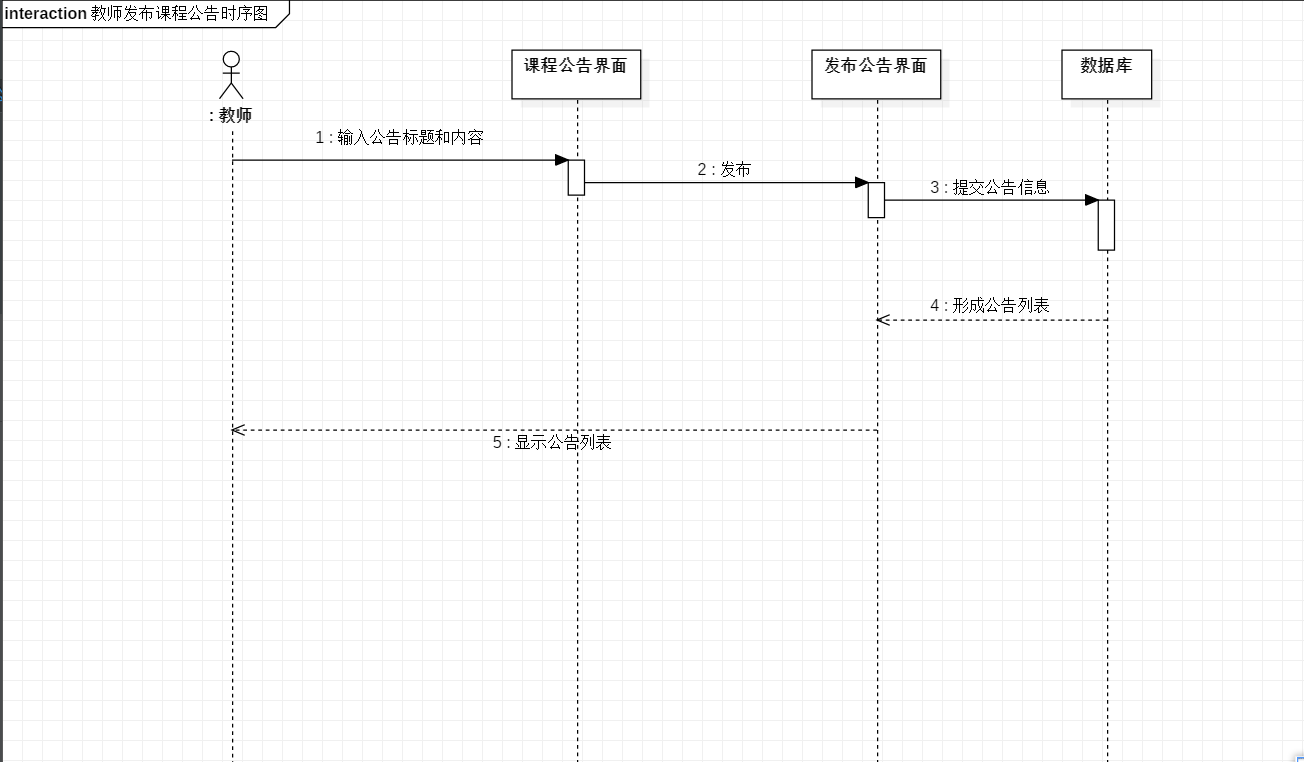 interaction 教师发布课程公告时序图
课程公告界面
发布公告界面
数据库
: 教师
1 : 输入公告标题和内容
2 : 发布
3 : 提交公告信息
4 : 形成公告列表
5 : 显示公告列表